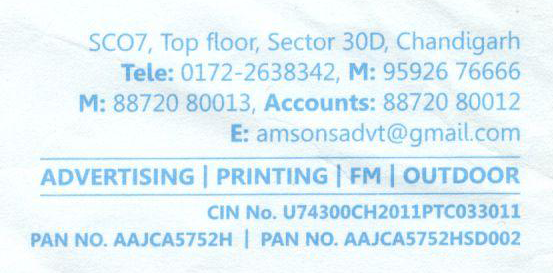 SCO7, Top floor, Sector 30D, Chandigarh
Tele: 0172-2638342, M: 95926 76666
M: 88720 80013, Accounts: 88720 80012
E: amsonsadvt@gmail.com
ADVERTISING | PRINTING | FM | OUTDOOR
CIN No. U74300CH2011PTC033011
PAN NO. AAJCA5752H | PAN NO. AAJCA5752HSD002